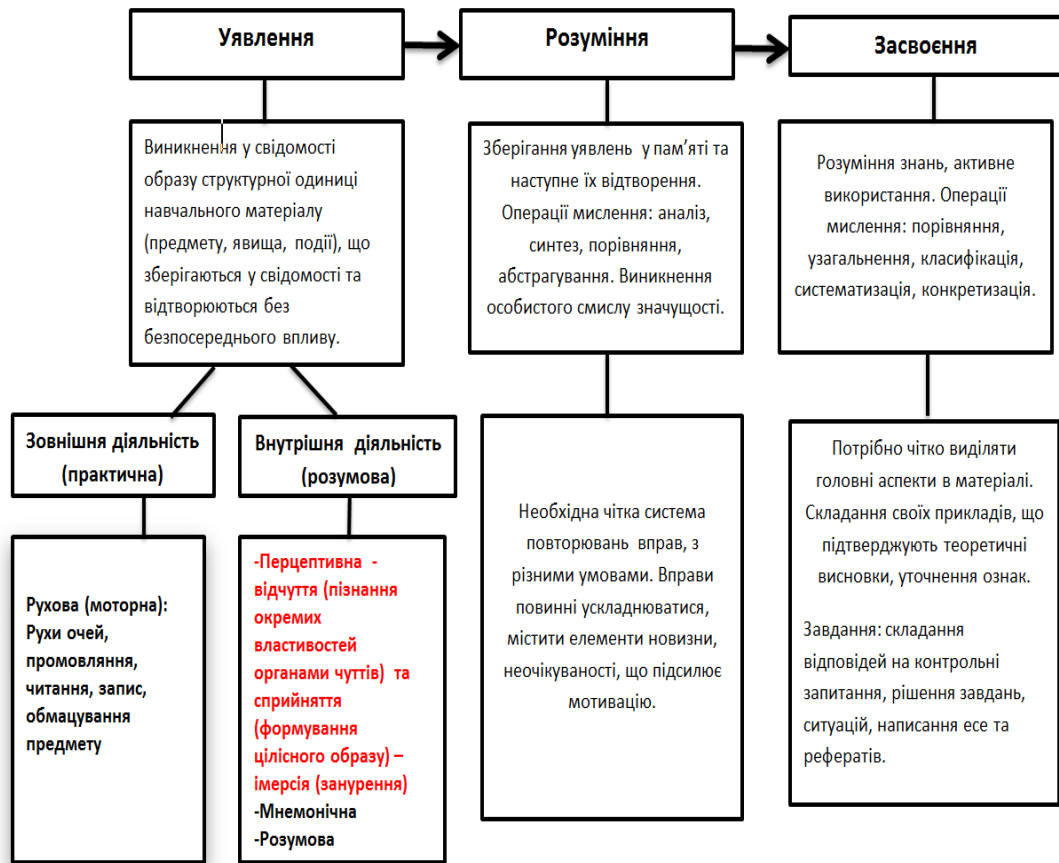 Уявлення
Розуміння
Засвоєння
Виникнення у свідомості
образу структурної одиниці
навчального матеріалу
(предмету, явища, події), що
зберігаються у свідомості та
відтворюються без
безпосереднього впливу.
Зберігання уявлень у пам’яті та
наступне їх відтворення.
Операції мислення: аналіз,
синтез, порівняння,
абстрагування. Виникнення
особистого смислу значущості.
Розуміння знань, активне
використання. Операції
мислення: порівняння,
узагальнення, класифікація,
систематизація, конкретизація.
Зовнішня діяльність
(практична)
Внутрішня діяльність
(розумова)
Рухова (моторна):
Рухи очей,
промовляння,
читання, запис,
обмацування
предмету
-Перцептивна -
відчуття (пізнання
окремих
властивостей
органами чуттів) та
сприйняття
(формування
цілісного образу) –
імерсія (занурення)
-Мнемонічна
-Розумова
Необхідна чітка система
повторювань вправ, з
різними умовами. Вправи
повинні ускладнюватися,
містити елементи новизни,
неочікуваності, що підсилює
мотивацію.
Потрібно чітко виділяти
головні аспекти в матеріалі.
Складання своїх прикладів, що
підтверджують теоретичні
висновки, уточнення ознак.
Завдання: складання
відповідей на контрольні
запитання, рішення завдань,
ситуацій, написання есе та
рефератів.